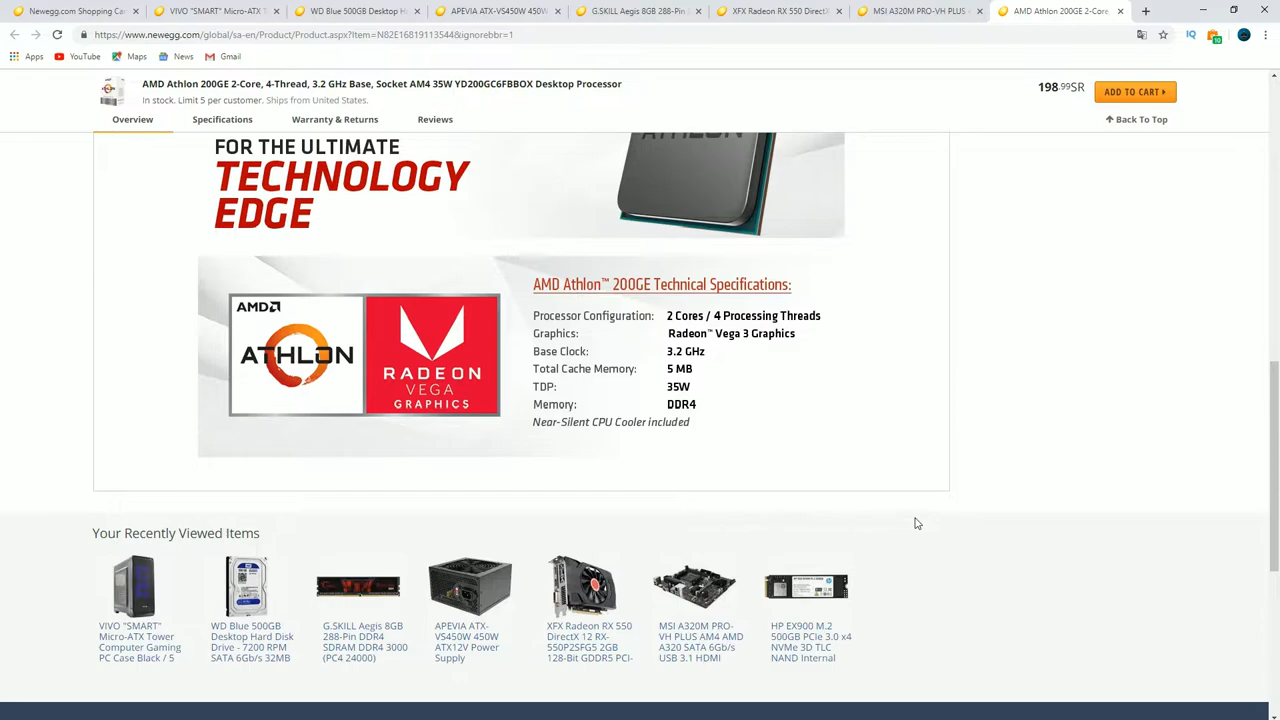 Newegg.com Shopping Ca
VIVO "SMART" Micro-ATX T
WD Blue 500GB Desktop H
APEVIA ATX-VS450W 450W
G.SKILL Aegis 8GB 288-Pin
XFX Radeon RX 550 DirectX
MSI A320M PRO-VH PLUS
AMD Athlon 200GE 2-Core,
https://www.newegg.com/global/sa-en/Product/Product.aspx?Item=N82E16819113544&ignorebbr=1
IQ
10
Apps
YouTube
Maps
News
Gmail
AMD Athlon 200GE 2-Core, 4-Thread, 3.2 GHz Base, Socket AM4 35W YD200GC6FBBOX Desktop Processor
In stock. Limit 5 per customer. Ships from United States.
198.99SR
ADD TO CART
Overview
Specifications
Warranty & Returns
Reviews
Back To Top
FOR THE ULTIMATE
TECHNOLOGY
EDGE
AMD
ATHLON
RADEON
VEGA
GRAPHICS
AMD Athlon™ 200GE Technical Specifications:
Processor Configuration: 2 Cores / 4 Processing Threads
Graphics: Radeon™ Vega 3 Graphics
Base Clock: 3.2 GHz
Total Cache Memory: 5 MB
TDP: 35W
Memory: DDR4
Near-Silent CPU Cooler included
Your Recently Viewed Items
VIVO "SMART"
Micro-ATX Tower
Computer Gaming
PC Case Black / 5
WD Blue 500GB
Desktop Hard Disk
Drive - 7200 RPM
SATA 6Gb/s 32MB
G.SKILL Aegis 8GB
288-Pin DDR4
SDRAM DDR4 3000
(PC4 24000)
APEVIA ATX-
VS450W 450W
ATX12V Power
Supply
XFX Radeon RX 550
DirectX 12 RX-
550P2SFG5 2GB
128-Bit GDDR5 PCI-
MSI A320M PRO-
VH PLUS AM4 AMD
A320 SATA 6Gb/s
USB 3.1 HDMI
HP EX900 M.2
500GB PCIe 3.0 x4
NVMe 3D TLC
NAND Internal